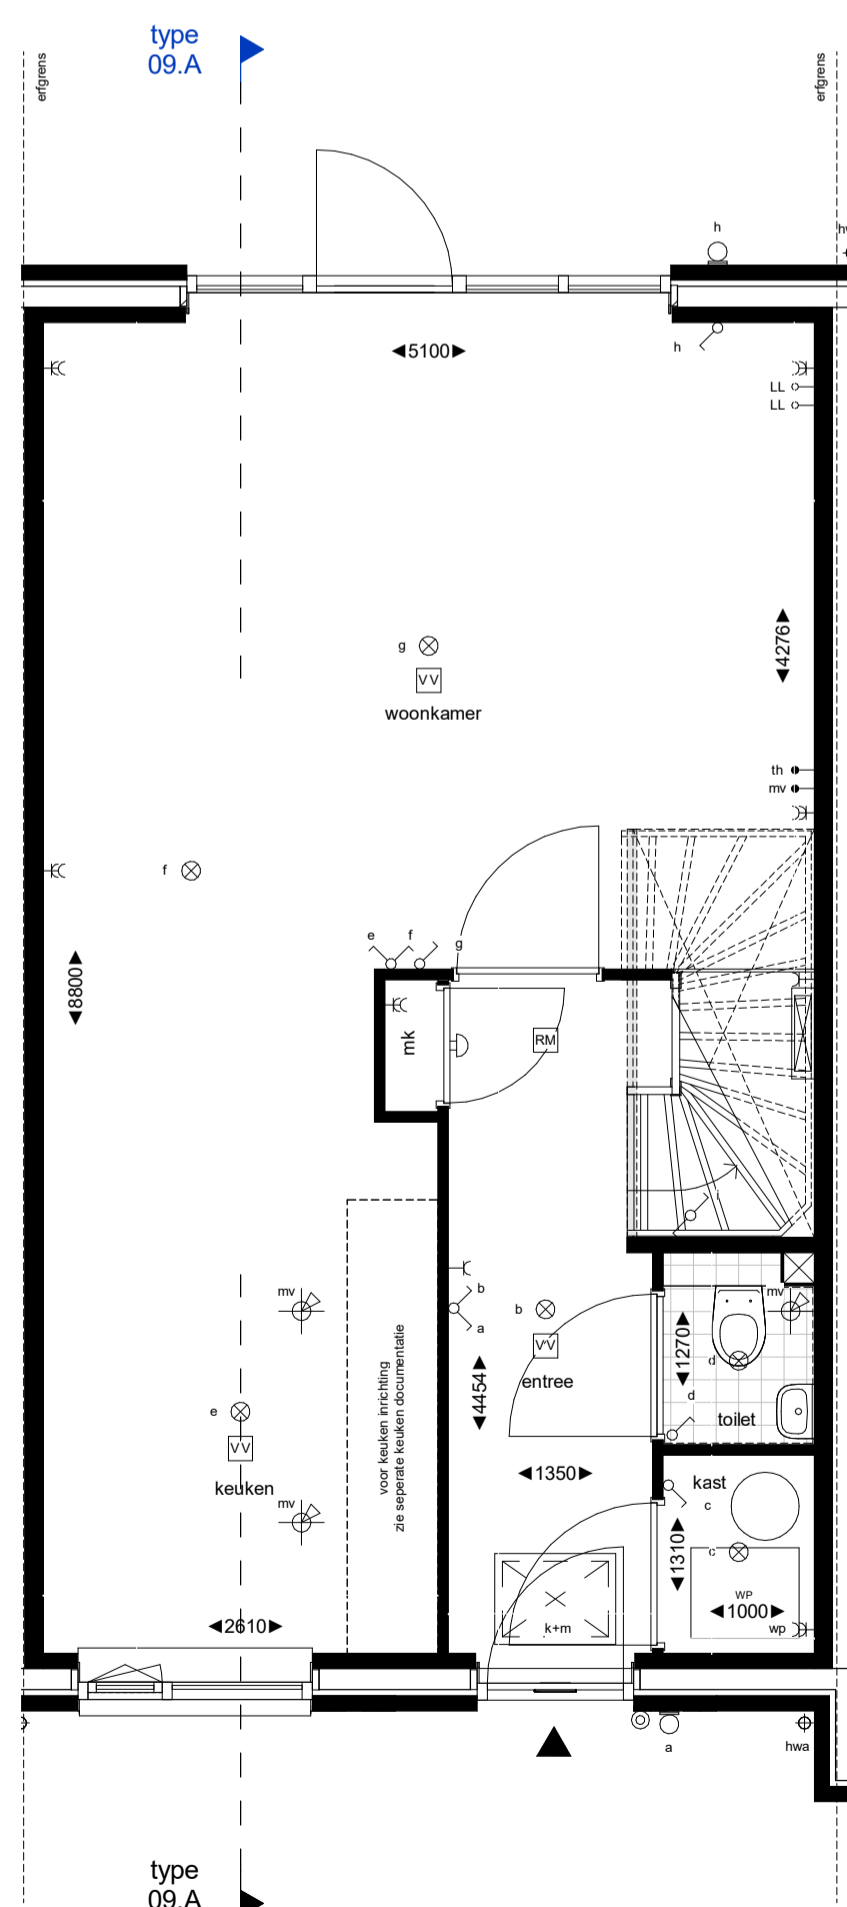 type
09.A
erfgrens
erfgrens
h
hv
5100
h
LL
LL
4276
g
VV
woonkamer
th
mv
f
e
f
g
8800
mk
RM
i
mv
b
a
b
VV
entree
mv
d
1270
d
toilet
4454
voor keuken inrichting
zie seperate keuken documentatie
e
VV
keuken
mv
1350
kast
c
c
1310
WP
1000
wp
k+m
2610
a
hwa
type
09.A